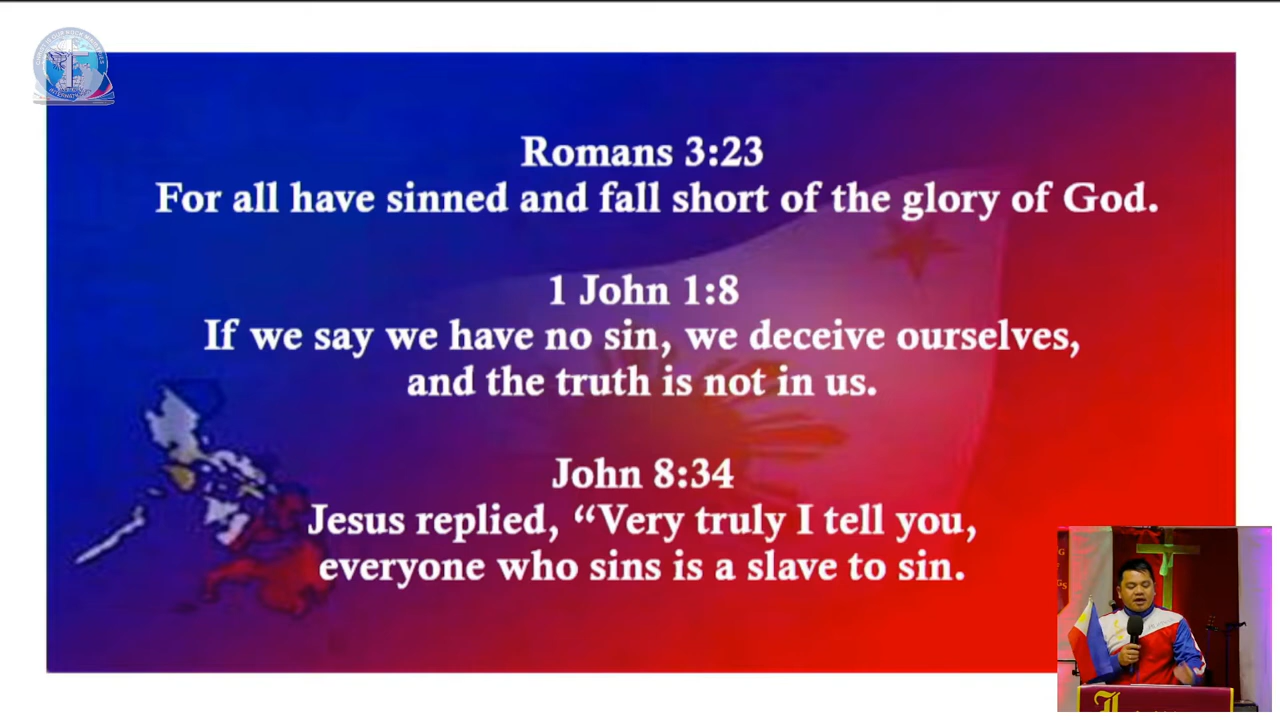 Romans 3:23
For all have sinned and fall short of the glory of God.
1 John 1:8
If we say we have no sin, we deceive ourselves,
and the truth is not in us.
John 8:34
Jesus replied, “Very truly I tell you,
everyone who sins is a slave to sin.